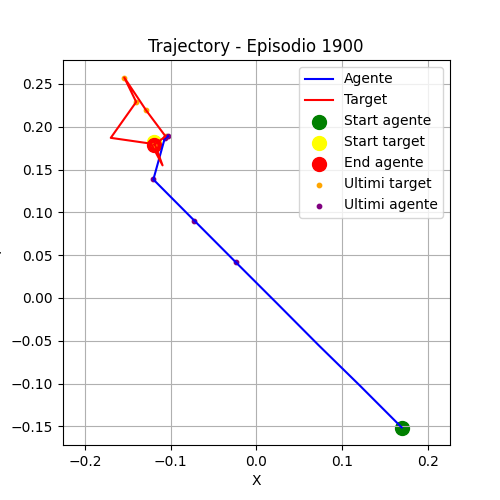 Trajectory - Episodio 1900
Agente
Target
Start agente
Start target
End agente
Ultimi target
Ultimi agente
0.25
0.20
0.15
0.10
0.05
0.00
−0.05
−0.10
−0.15
−0.2
−0.1
0.0
0.1
0.2
X